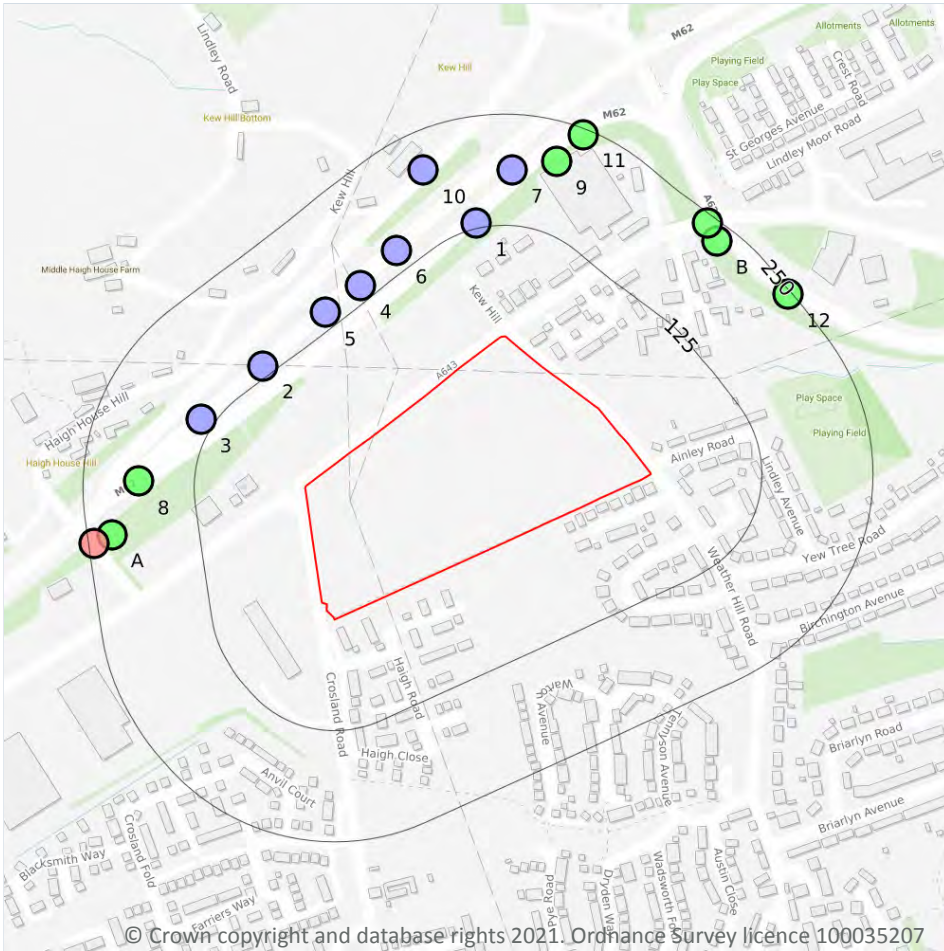 Allotments
Allotments
M62
Lindley Road
Playing Field
Kew Hill
Play Space
Crest Road
St Georges Avenue
Kew Hill Bottom
M62
Lindley Moor Road
11
9
10
7
Kew Hill
1
B
6
Middle Haigh House Farm
250
4
Kew Hill
12
5
125
2
A643
Play Space
3
Haigh House Hill
Playing Field
Ainley Road
Haigh House Hill
Lindley Avenue
8
A
Yew Tree Road
Weather Hill Road
Birchington Avenue
Crosland Road
Haigh Road
Tennyson Avenue
Briarlyn Road
Haigh Close
Anvil Court
Briarlyn Avenue
Crosland Fold
Blacksmith Way
Austin Close
Wadsworth Fold
Dryden Way
Pye Road
Farriers Way
© Crown copyright and database rights 2021. Ordnance Survey licence 100035207